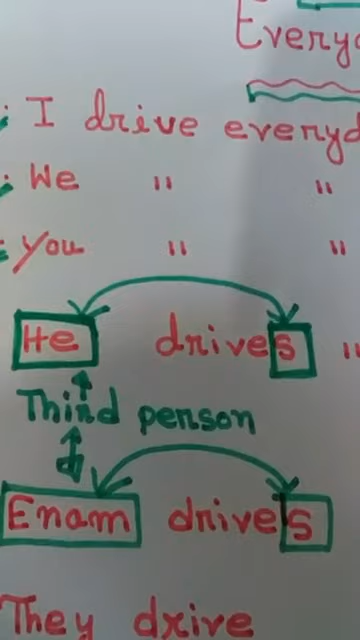 Everyd
I drive everyd
We " "
You " "
He drives "
Third person
Enam drives
They drive